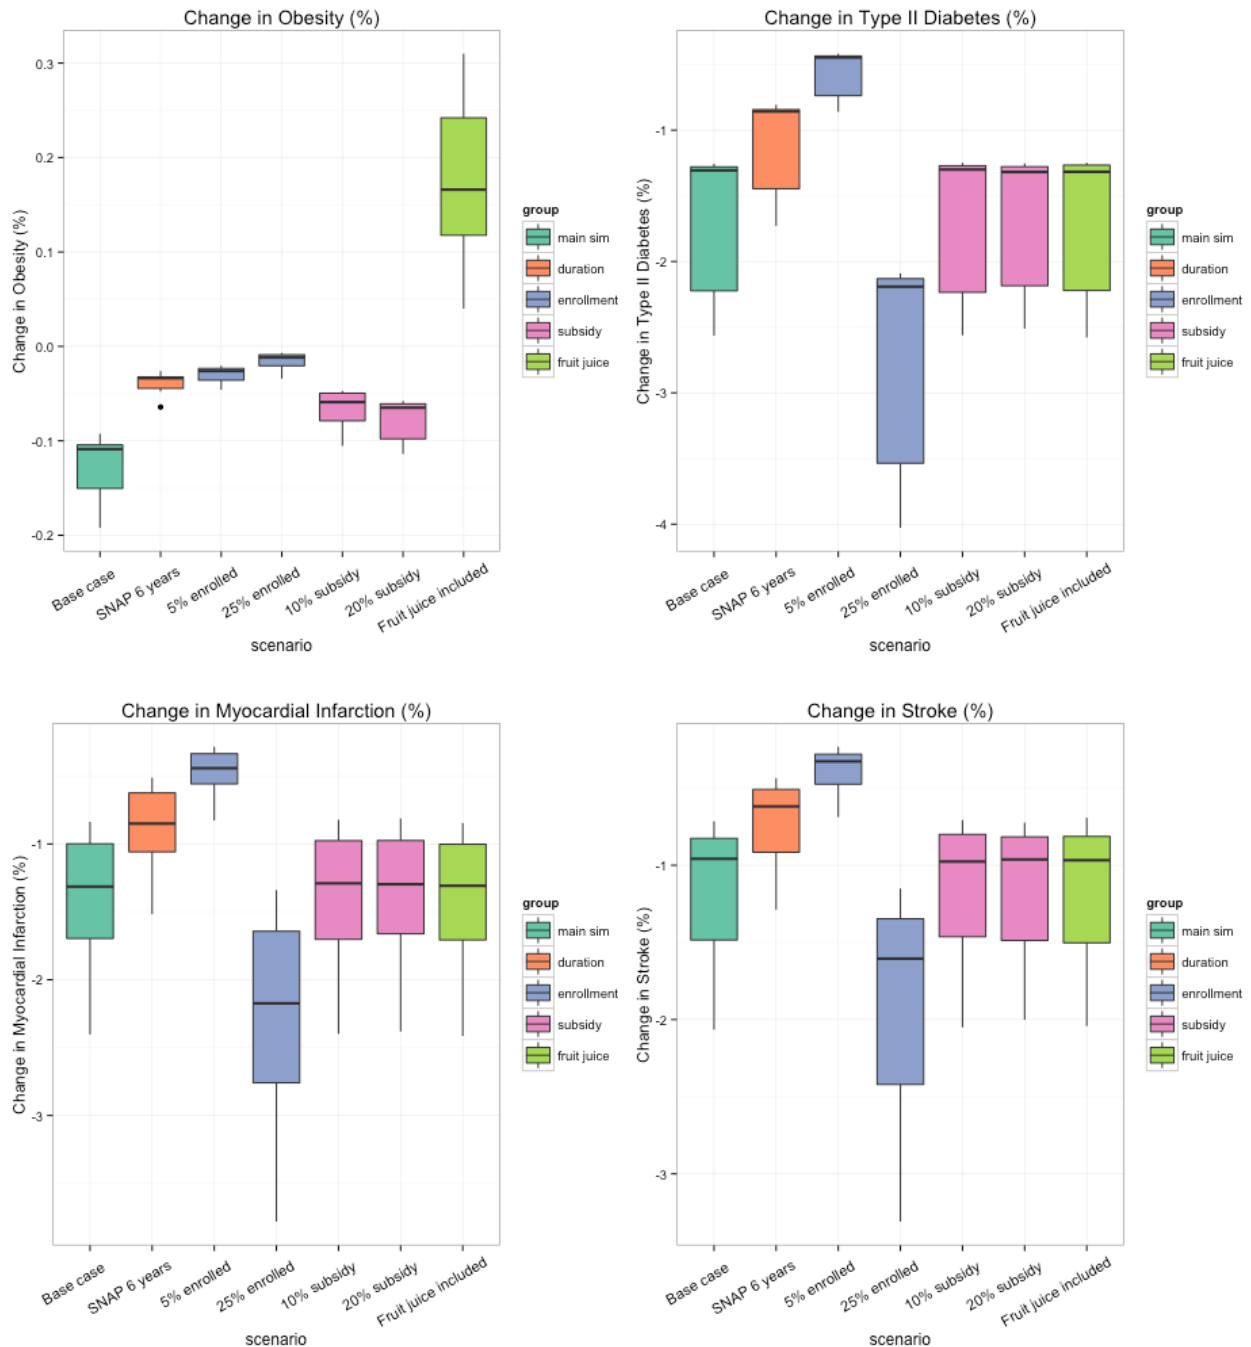 Change in Obesity (%)
Change in Obesity (%)
0.3
0.2
0.1
0.0
-0.1
-0.2
Base case
SNAP 6 years
5% enrolled
25% enrolled
10% subsidy
20% subsidy
Fruit juice included
scenario
group
main sim
duration
enrollment
subsidy
fruit juice
Change in Type II Diabetes (%)
Change in Type II Diabetes (%)
-1
-2
-3
-4
Base case
SNAP 6 years
5% enrolled
25% enrolled
10% subsidy
20% subsidy
Fruit juice included
scenario
group
main sim
duration
enrollment
subsidy
fruit juice
Change in Myocardial Infarction (%)
Change in Myocardial Infarction (%)
-1
-2
-3
Base case
SNAP 6 years
5% enrolled
25% enrolled
10% subsidy
20% subsidy
Fruit juice included
scenario
group
main sim
duration
enrollment
subsidy
fruit juice
Change in Stroke (%)
Change in Stroke (%)
-1
-2
-3
Base case
SNAP 6 years
5% enrolled
25% enrolled
10% subsidy
20% subsidy
Fruit juice included
scenario
group
main sim
duration
enrollment
subsidy
fruit juice